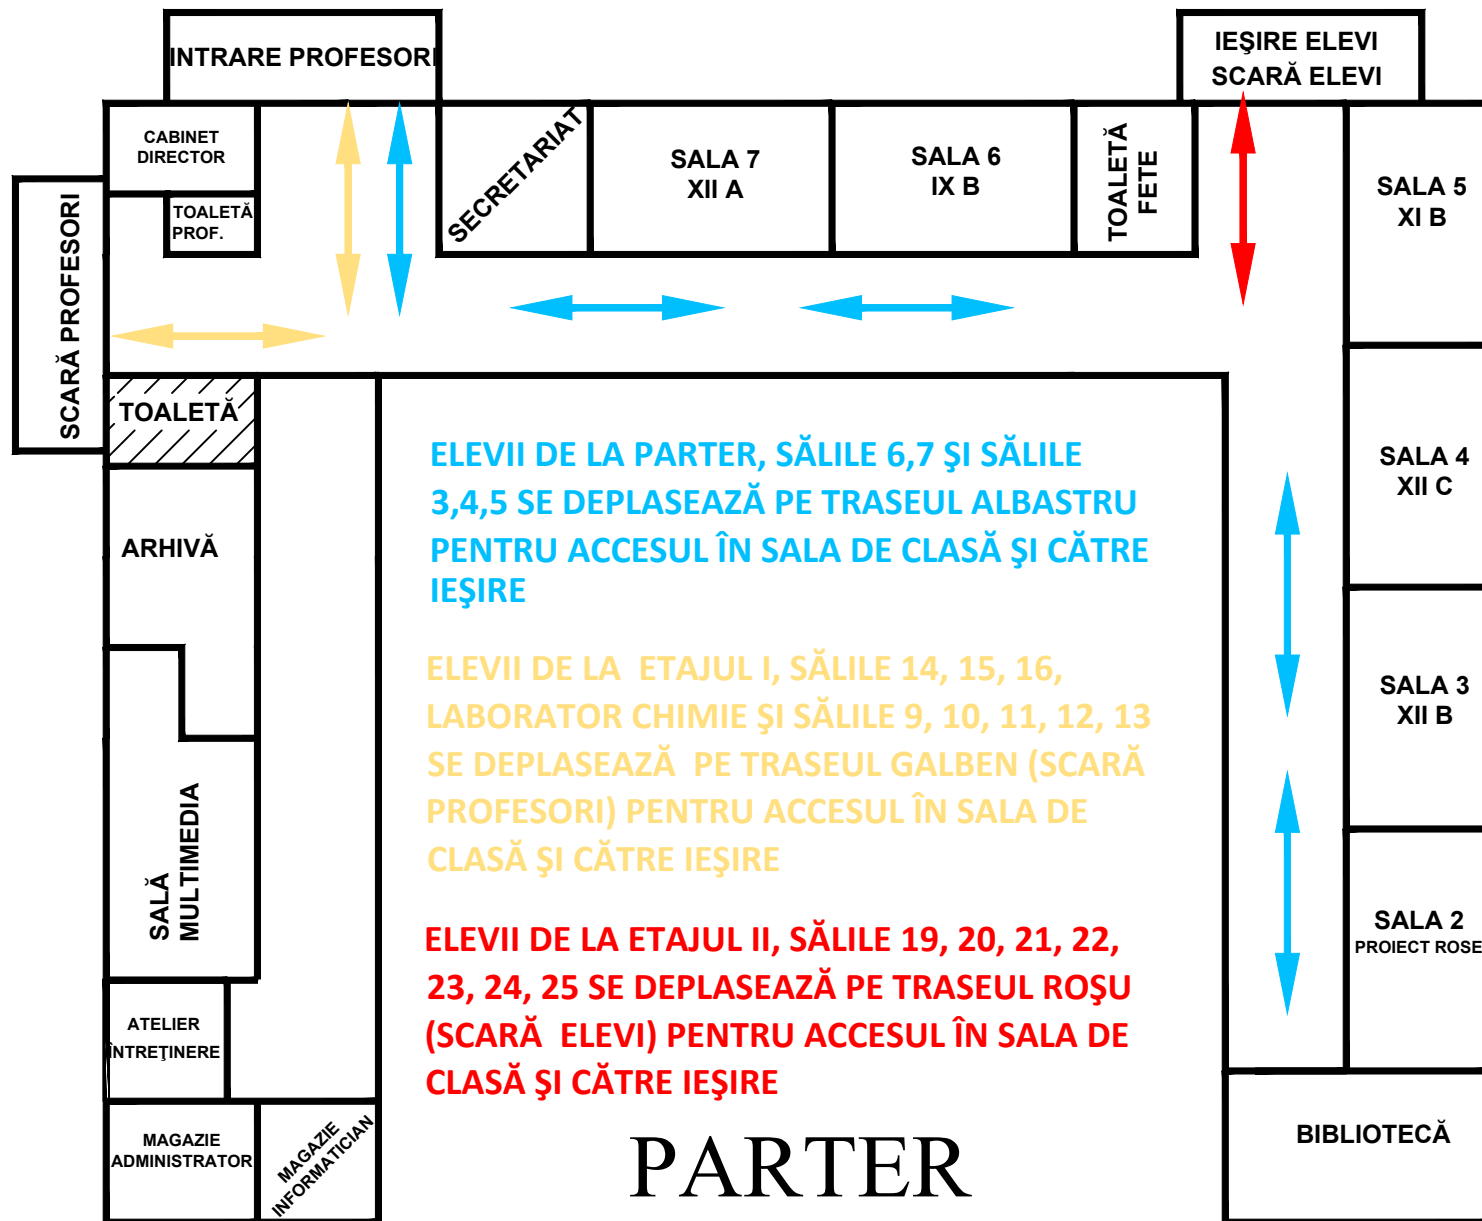 INTRARE PROFESORI
IEŞIRE ELEVI
SCARĂ ELEVI
CABINET
DIRECTOR
TOALETĂ
PROF.
SECRETARIAT
SALA 7
XII A
SALA 6
IX B
TOALETĂ
FETE
SALA 5
XI B
SCARĂ PROFESORI
TOALETĂ
ARHIVĂ
SALĂ
MULTIMEDIA
ATELIER
ÎNTREŢINERE
MAGAZIE
ADMINISTRATOR
MAGAZIE
INFORMATICIAN
ELEVII DE LA PARTER, SĂLILE 6,7 ŞI SĂLILE
3,4,5 SE DEPLASEAZĂ PE TRASEUL ALBASTRU
PENTRU ACCESUL ÎN SALA DE CLASĂ ŞI CĂTRE
IEŞIRE
ELEVII DE LA ETAJUL I, SĂLILE 14, 15, 16,
LABORATOR CHIMIE ŞI SĂLILE 9, 10, 11, 12, 13
SE DEPLASEAZĂ PE TRASEUL GALBEN (SCARĂ
PROFESORI) PENTRU ACCESUL ÎN SALA DE
CLASĂ ŞI CĂTRE IEŞIRE
ELEVII DE LA ETAJUL II, SĂLILE 19, 20, 21, 22,
23, 24, 25 SE DEPLASEAZĂ PE TRASEUL ROŞU
(SCARĂ ELEVI) PENTRU ACCESUL ÎN SALA DE
CLASĂ ŞI CĂTRE IEŞIRE
SALA 4
XII C
SALA 3
XII B
SALA 2
PROIECT ROSE
BIBLIOTECĂ
PARTER